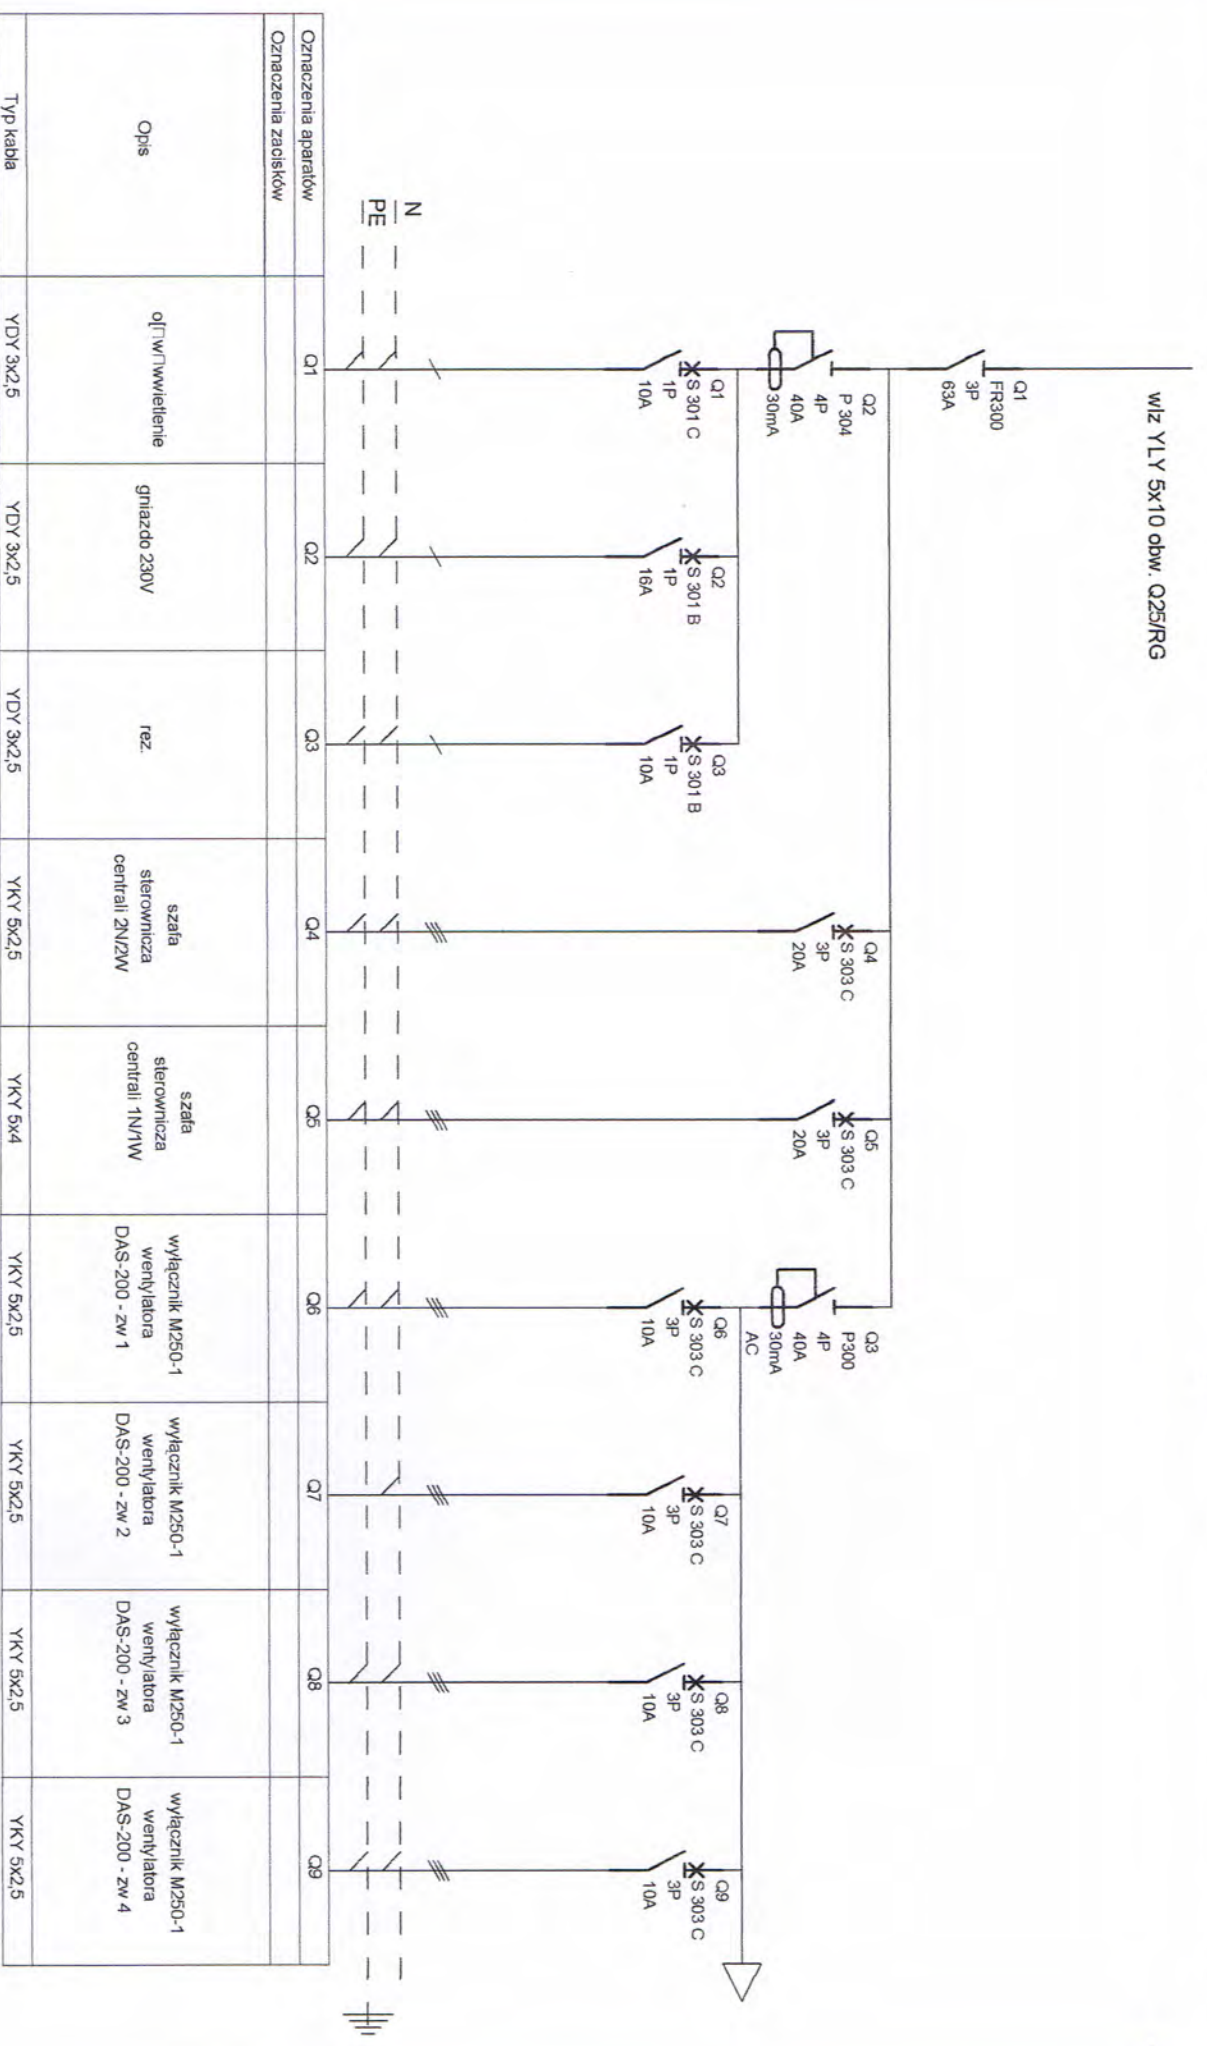 wlz YLY 5x10 obw. Q25/RG
Q1
FR300
3P
63A
Q2
P 304
4P
40A
30mA
Q1
S 301 C
1P
10A
Q2
S 301 B
1P
16A
Q3
S 301 B
1P
10A
Q4
S 303 C
3P
20A
Q5
S 303 C
3P
20A
Q3
P300
4P
40A
30mA
AC
Q6
S 303 C
3P
10A
Q7
S 303 C
3P
10A
Q8
S 303 C
3P
10A
Q9
S 303 C
3P
10A
N
PE
Oznaczenia aparatów
Q1
Q2
Q3
Q4
Q5
Q6
Q7
Q8
Q9
Oznaczenia zacisków
Opis
gniazdo 230V
rez.
szafa
sterownicza
centrali 2N/2W
szafa
sterownicza
centrali 1N/1W
wyłącznik M250-1
wentylatora
DAS-200 - zw 1
wyłącznik M250-1
wentylatora
DAS-200 - zw 2
wyłącznik M250-1
wentylatora
DAS-200 - zw 3
wyłącznik M250-1
wentylatora
DAS-200 - zw 4
Typ kabla
YDY 3x2,5
YDY 3x2,5
YDY 3x2,5
YKY 5x2,5
YKY 5x4
YKY 5x2,5
YKY 5x2,5
YKY 5x2,5
YKY 5x2,5